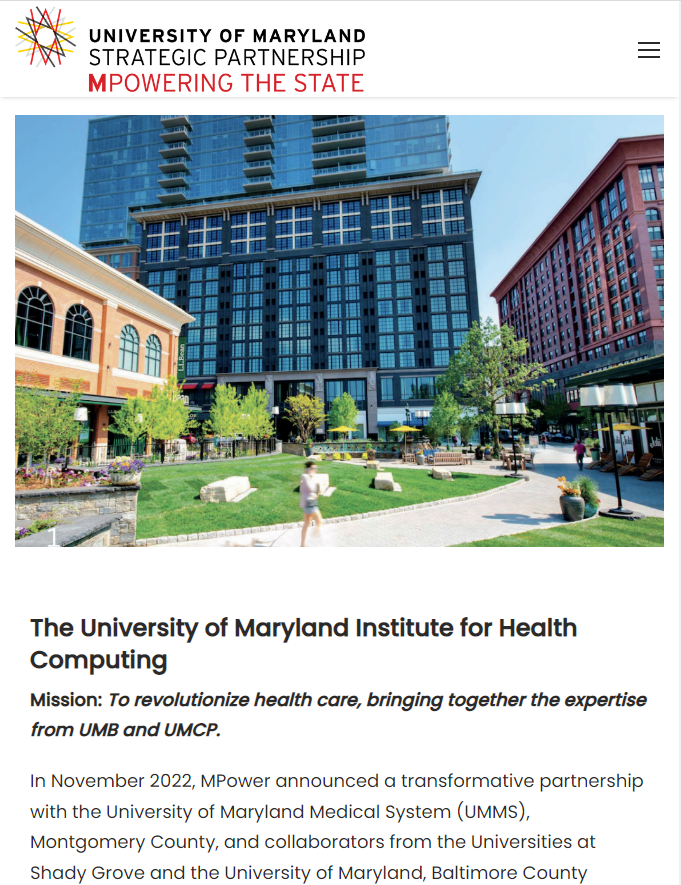 UNIVERSITY OF MARYLAND
STRATEGIC PARTNERSHIP
MPOWERING THE STATE
L.L.Bean
1
The University of Maryland Institute for Health
Computing
Mission: To revolutionize health care, bringing together the expertise
from UMB and UMCP.
In November 2022, MPower announced a transformative partnership
with the University of Maryland Medical System (UMMS),
Montgomery County, and collaborators from the Universities at
Shady Grove and the University of Maryland, Baltimore County